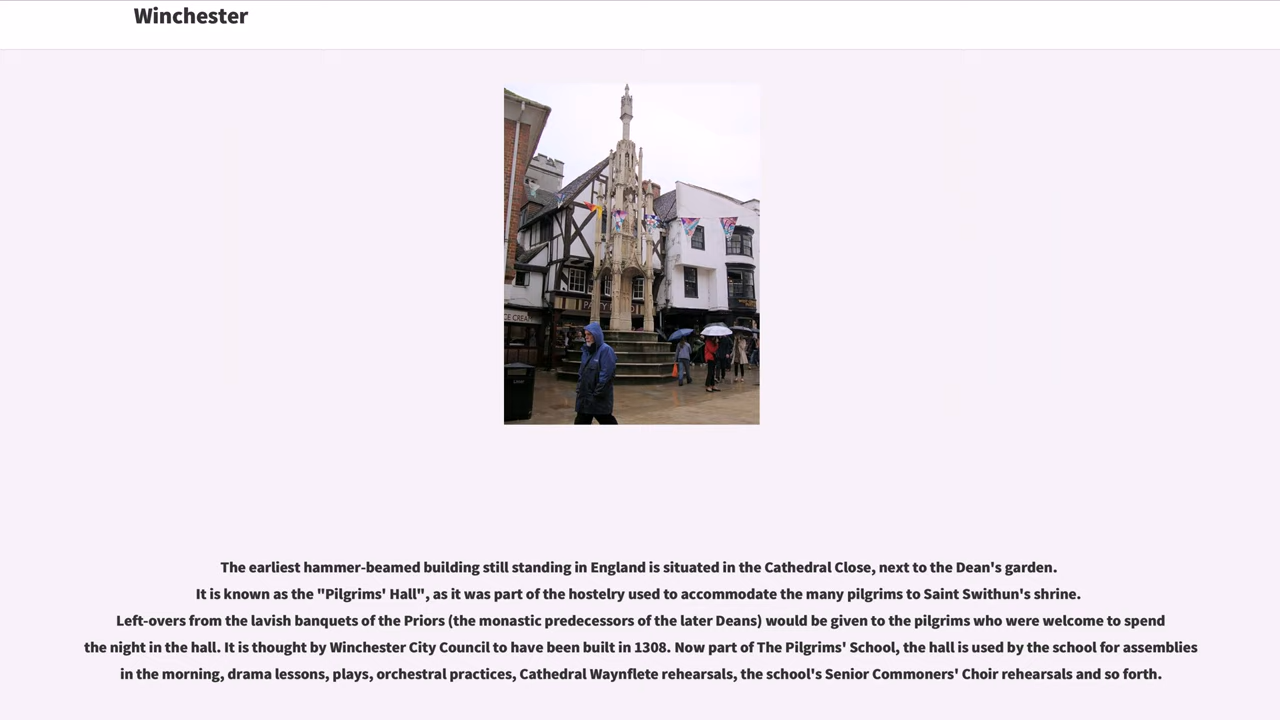 Winchester
ICE CREAM
The earliest hammer-beamed building still standing in England is situated in the Cathedral Close, next to the Dean's garden.
It is known as the "Pilgrims' Hall", as it was part of the hostelry used to accommodate the many pilgrims to Saint Swithun's shrine.
Left-overs from the lavish banquets of the Priors (the monastic predecessors of the later Deans) would be given to the pilgrims who were welcome to spend
the night in the hall. It is thought by Winchester City Council to have been built in 1308. Now part of The Pilgrims' School, the hall is used by the school for assemblies
in the morning, drama lessons, plays, orchestral practices, Cathedral Waynflete rehearsals, the school's Senior Commoners' Choir rehearsals and so forth.